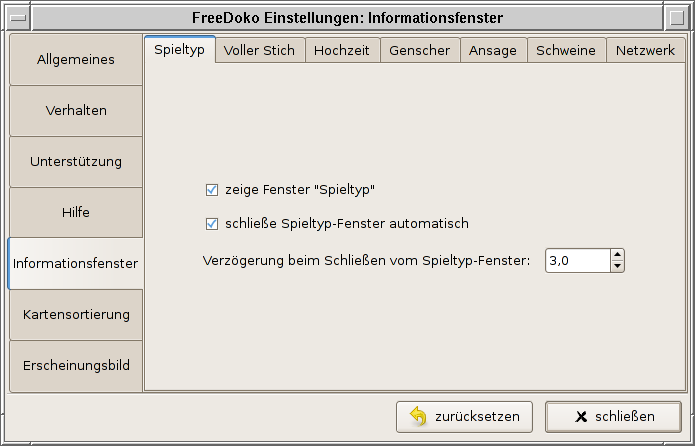 FreeDoko Einstellungen: Informationsfenster
Allgemeines
Verhalten
Unterstützung
Hilfe
Informationsfenster
Kartensortierung
Erscheinungsbild
Spieltyp Voller Stich Hochzeit Genscher Ansage Schweine Netzwerk
zeige Fenster "Spieltyp"
schließe Spieltyp-Fenster automatisch
Verzögerung beim Schließen vom Spieltyp-Fenster: 3,0
zurücksetzen schließen